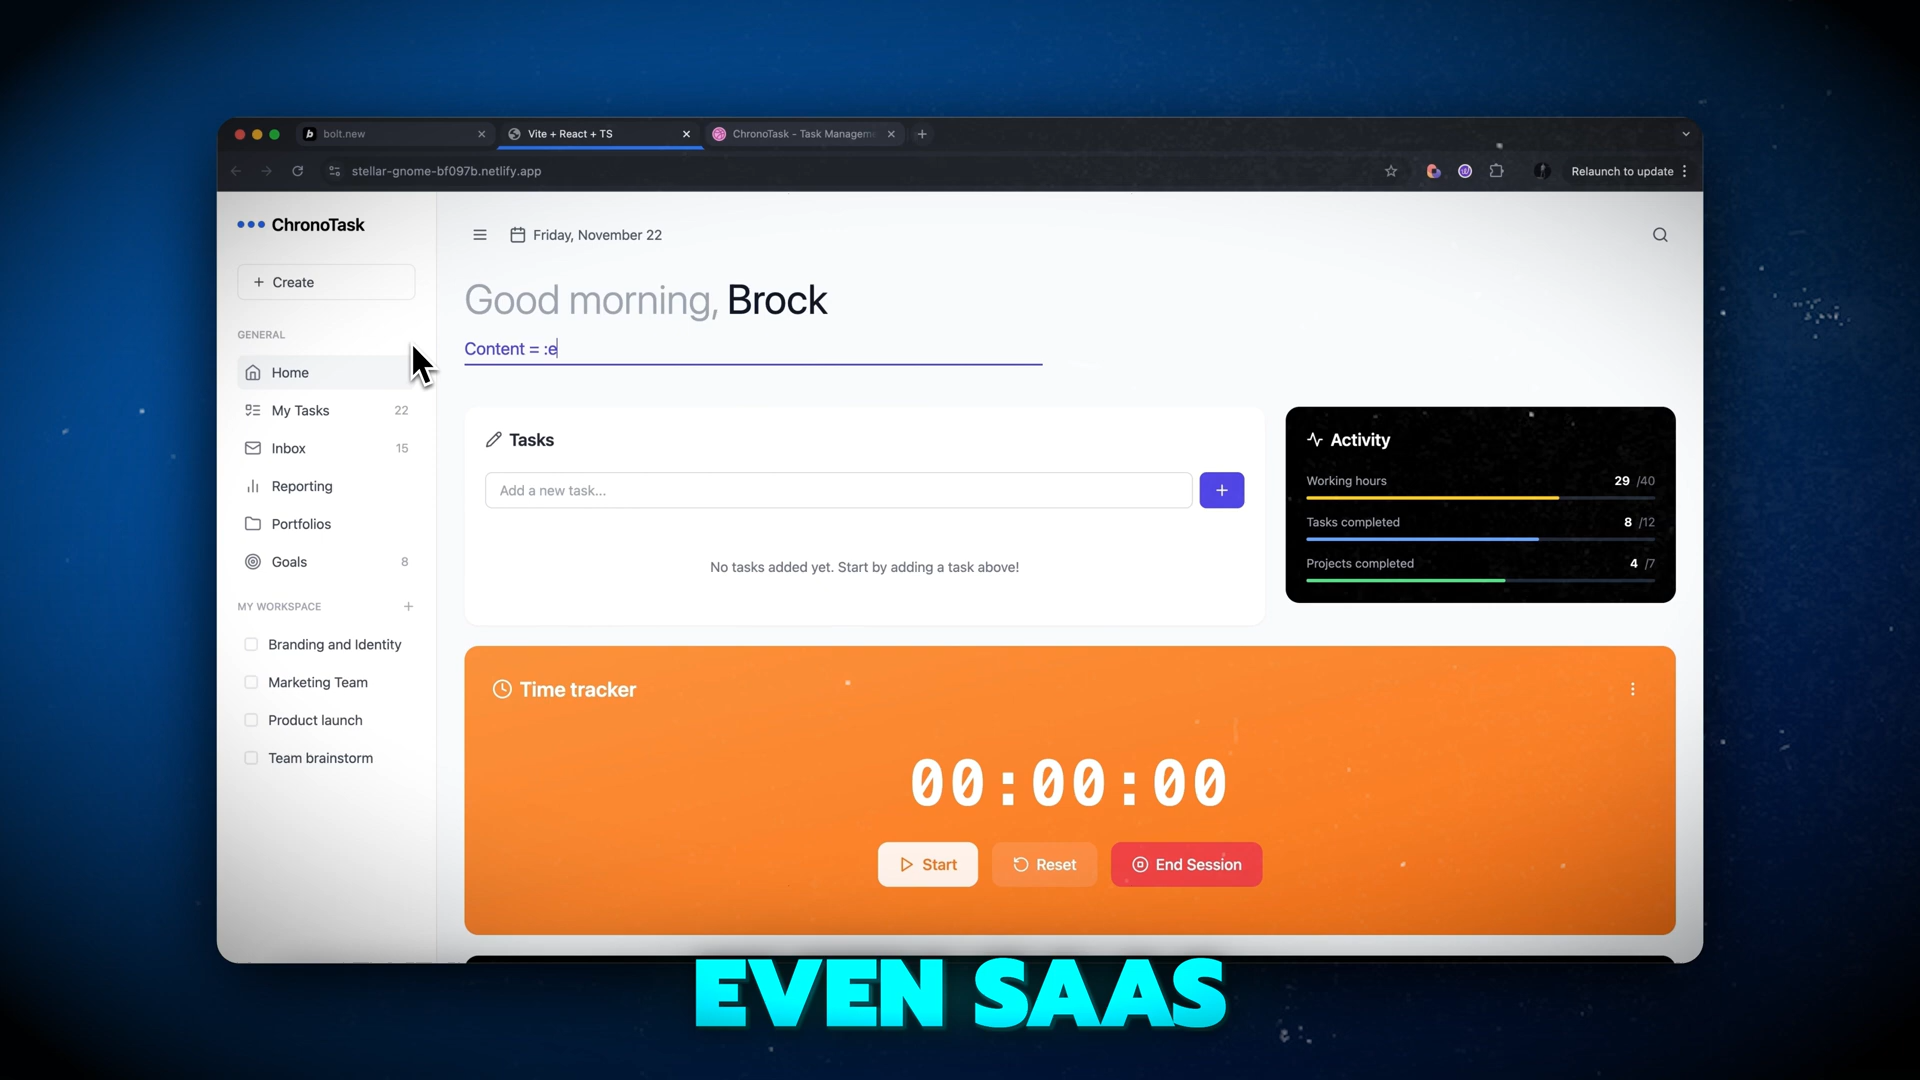 bolt.new
Vite + React + TS
ChronoTask - Task Managem
stellar-gnome-bf097b.netlify.app
Relaunch to update
ChronoTask
Create
GENERAL
Home
My Tasks 22
Inbox 15
Reporting
Portfolios
Goals 8
MY WORKSPACE
Branding and Identity
Marketing Team
Product launch
Team brainstorm
Friday, November 22
Good morning, Brock
Content = :e
Tasks
Add a new task...
No tasks added yet. Start by adding a task above!
Activity
Working hours 29 /40
Tasks completed 8 /12
Projects completed 4 /7
Time tracker
00:00:00
Start
Reset
End Session
EVEN SAAS